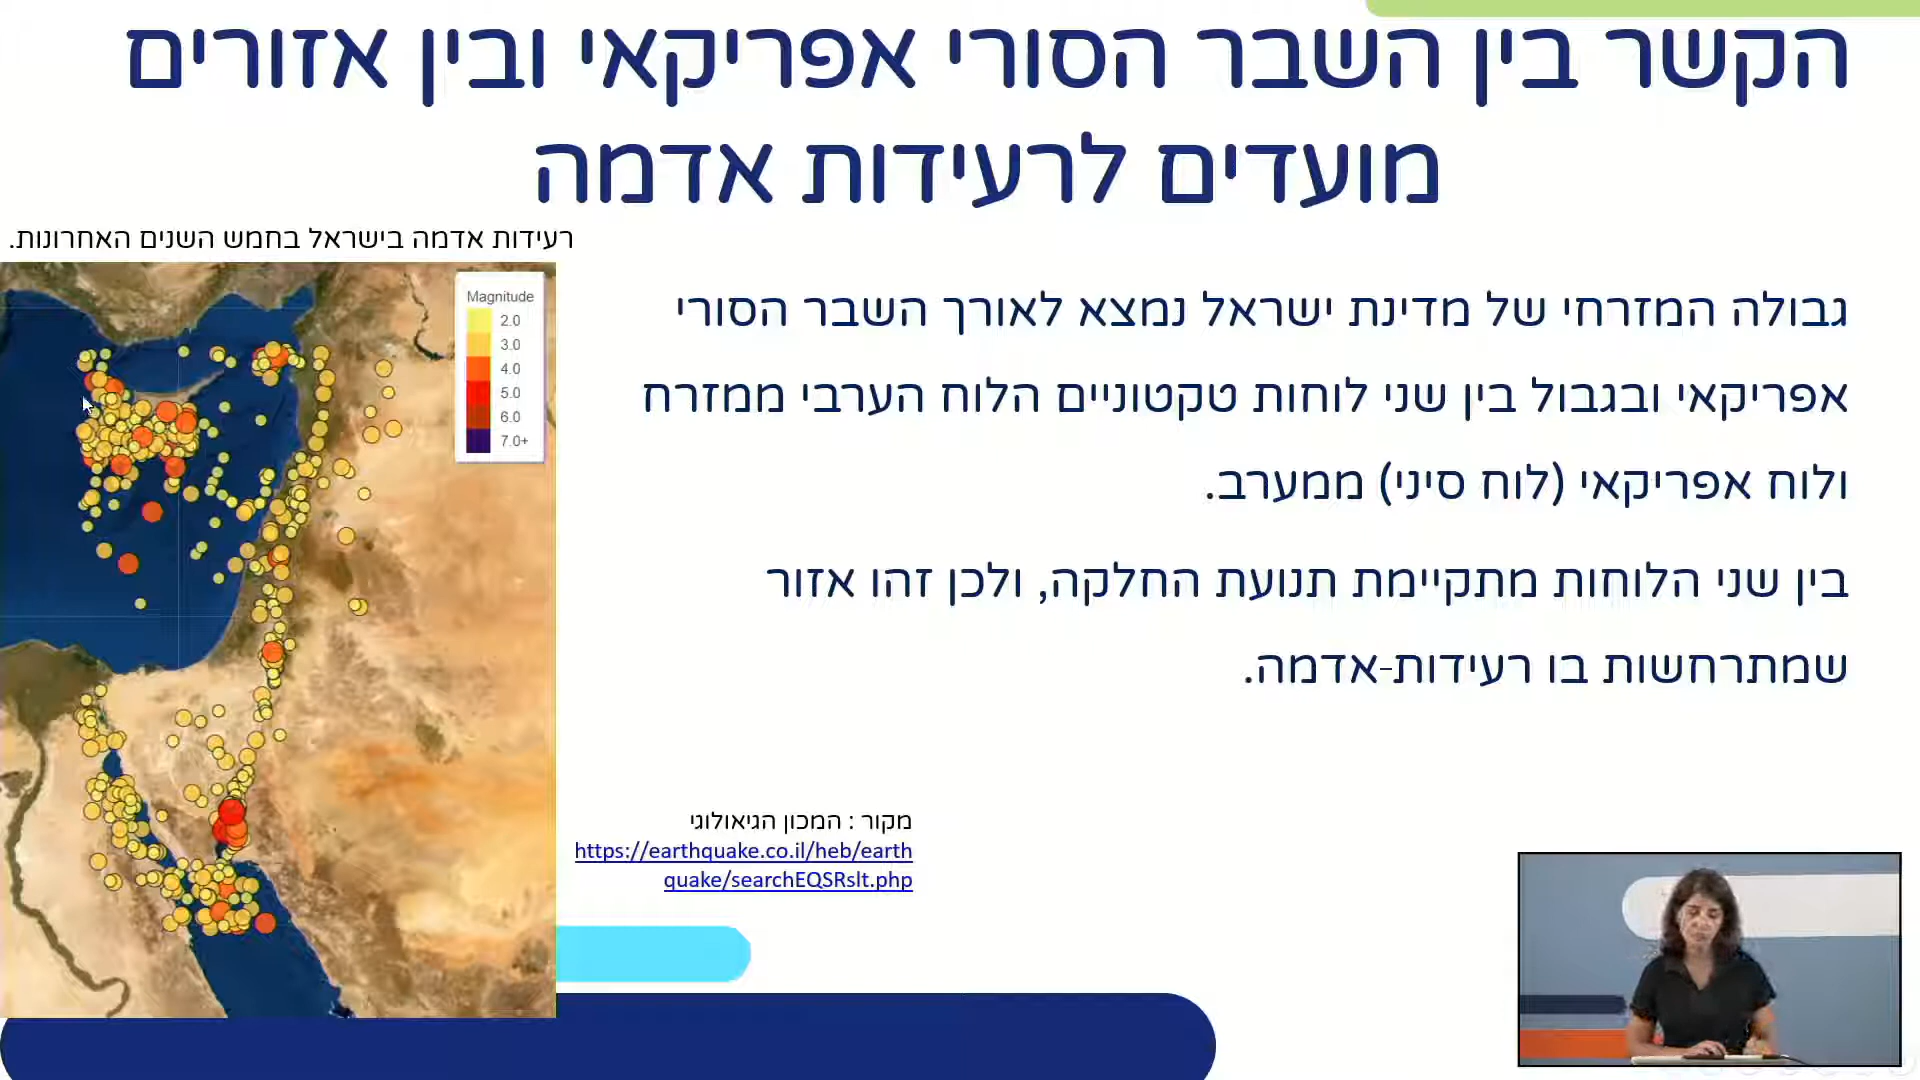 הקשר בין השבר הסורי אפריקאי ובין אזורים
מועדים לרעידות אדמה
רעידות אדמה בישראל בחמש השנים האחרונות.
Magnitude
2.0
3.0
4.0
5.0
6.0
7.0+
גבולה המזרחי של מדינת ישראל נמצא לאורך השבר הסורי
אפריקאי ובגבול בין שני לוחות טקטוניים הלוח הערבי ממזרח
ולוח אפריקאי (לוח סיני) ממערב.
בין שני הלוחות מתקיימת תנועת החלקה, ולכן זהו אזור
שמתרחשות בו רעידות-אדמה.
מקור : המכון הגיאולוגי
https://earthquake.co.il/heb/earth
quake/searchEQSRslt.php